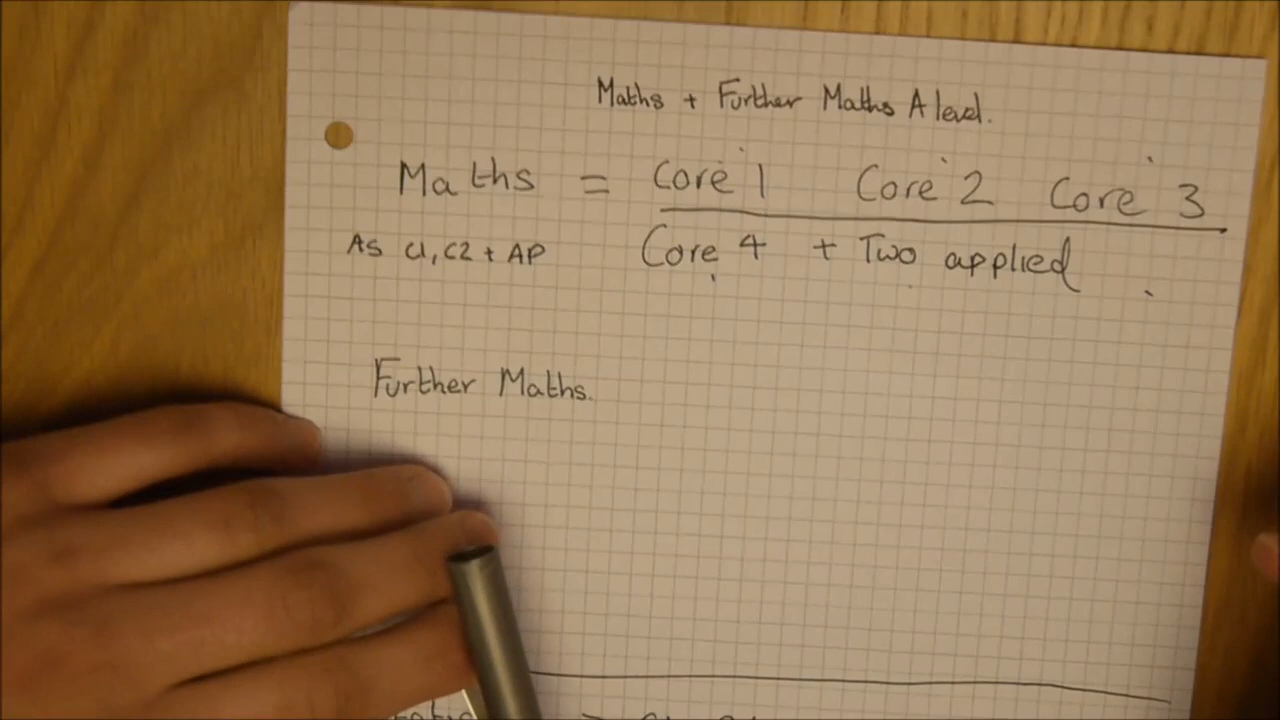 Maths + Further Maths A level.
Maths = Core 1 Core 2 Core 3
As C1, C2 + AP Core 4 + Two applied
Further Maths.